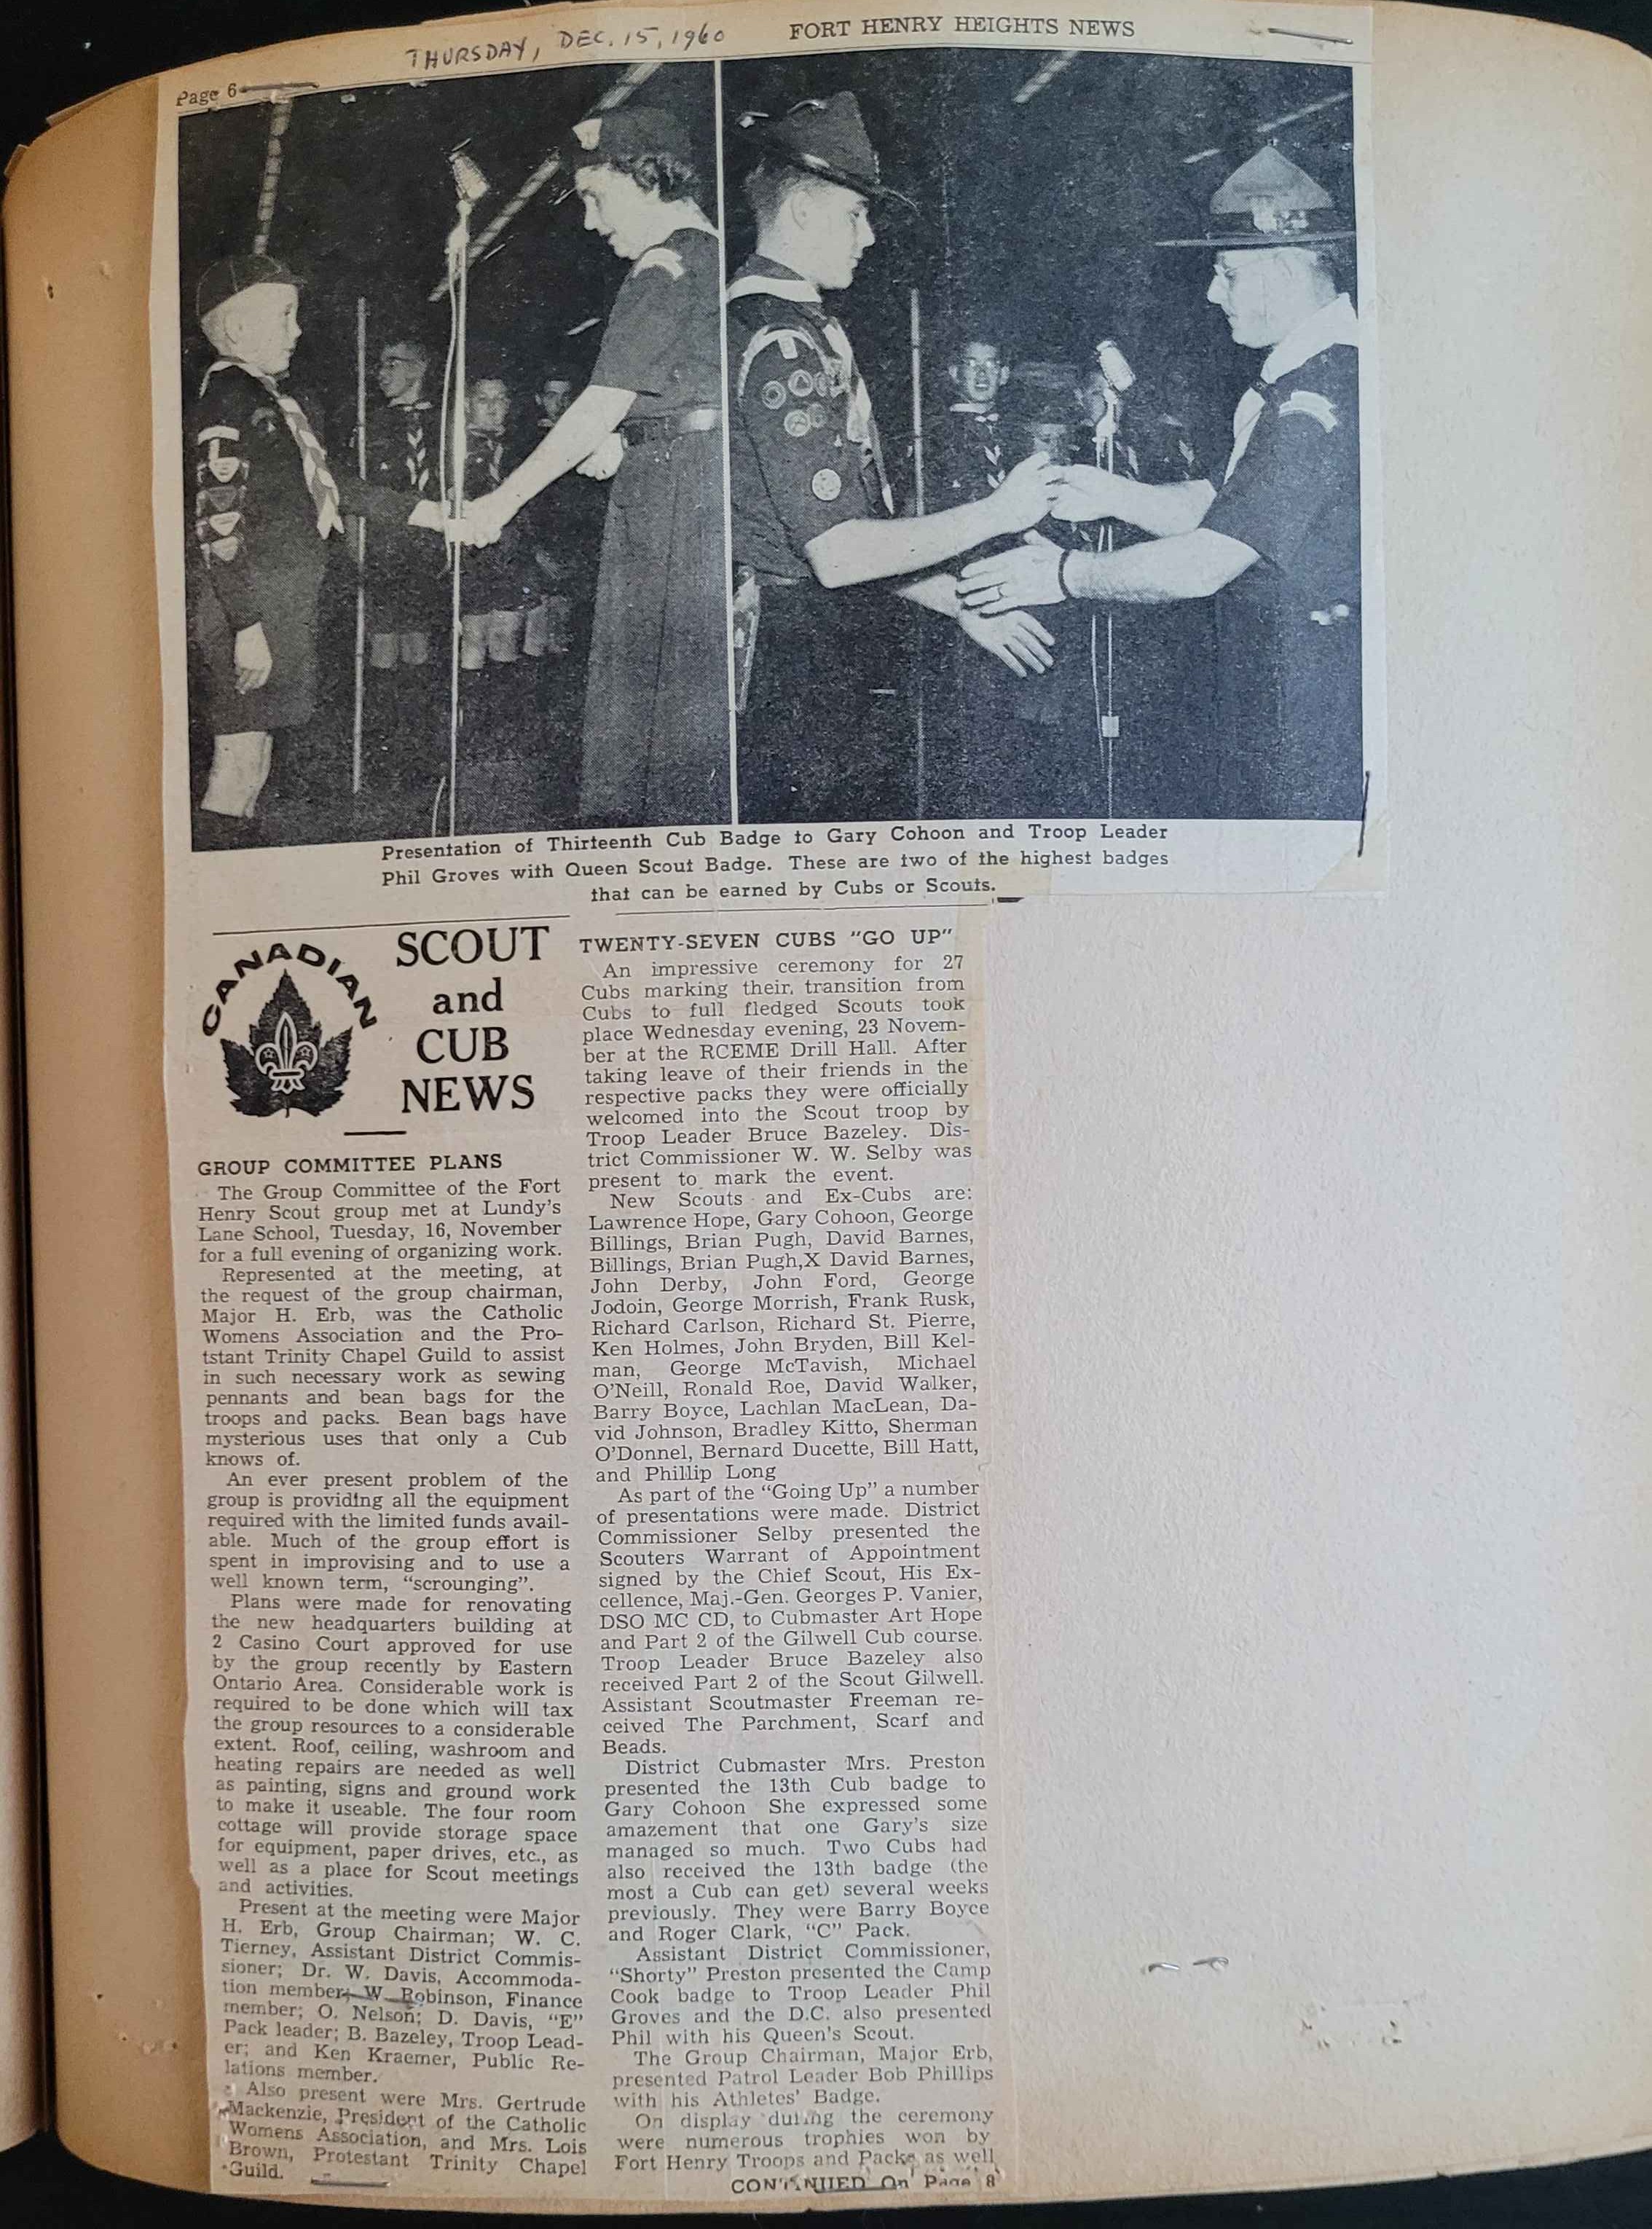 THURSDAY, DEC. 15, 1960
FORT HENRY HEIGHTS NEWS
Page 6
Presentation of Thirteenth Cub Badge to Gary Cohoon and Troop Leader
Phil Groves with Queen Scout Badge. These are two of the highest badges
that can be earned by Cubs or Scouts.
CANADIAN
SCOUT
and
CUB
NEWS
GROUP COMMITTEE PLANS
The Group Committee of the Fort
Henry Scout group met at Lundy's
Lane School, Tuesday, 16, November
for a full evening of organizing work.
Represented at the meeting, at
the request of the group chairman,
Major H. Erb, was the Catholic
Womens Association and the Pro-
tstant Trinity Chapel Guild to assist
in such necessary work as sewing
pennants and bean bags for the
troops and packs. Bean bags have
mysterious uses that only a Cub
knows of.
An ever present problem of the
group is providing all the equipment
required with the limited funds avail-
able. Much of the group effort is
spent in improvising and to use a
well known term, "scrounging".
Plans were made for renovating
the new headquarters building at
2 Casino Court approved for use
by the group recently by Eastern
Ontario Area. Considerable work is
required to be done which will tax
the group resources to a considerable
extent. Roof, ceiling, washroom and
heating repairs are needed as well
as painting, signs and ground work
to make it useable. The four room
cottage will provide storage space
for equipment, paper drives, etc., as
well as a place for Scout meetings
and activities.
Present at the meeting were Major
H. Erb, Group Chairman; W. C.
Tierney, Assistant District Commis-
sioner; Dr. W. Davis, Accommoda-
tion member; W. Robinson, Finance
member; O. Nelson; D. Davis, "E"
Pack leader; B. Bazeley, Troop Lead-
er; and Ken Kraemer, Public Re-
lations member.
Also present were Mrs. Gertrude
Mackenzie, President of the Catholic
Womens Association, and Mrs. Lois
Brown, Protestant Trinity Chapel
Guild.
TWENTY-SEVEN CUBS "GO UP"
An impressive ceremony for 27
Cubs marking their. transition from
Cubs to full fledged Scouts took
place Wednesday evening, 23 Novem-
ber at the RCEME Drill Hall. After
taking leave of their friends in the
respective packs they were officially
welcomed into the Scout troop by
Troop Leader Bruce Bazeley. Dis-
trict Commissioner W. W. Selby was
present to mark the event.
New Scouts and Ex-Cubs are:
Lawrence Hope, Gary Cohoon, George
Billings, Brian Pugh, David Barnes,
Billings, Brian Pugh,X David Barnes,
John Derby, John Ford, George
Jodoin, George Morrish, Frank Rusk,
Richard Carlson, Richard St. Pierre,
Ken Holmes, John Bryden, Bill Kel-
man, George McTavish, Michael
O'Neill, Ronald Roe, David Walker,
Barry Boyce, Lachlan MacLean, Da-
vid Johnson, Bradley Kitto, Sherman
O'Donnel, Bernard Ducette, Bill Hatt,
and Phillip Long
As part of the "Going Up" a number
of presentations were made. District
Commissioner Selby presented the
Scouters Warrant of Appointment
signed by the Chief Scout, His Ex-
cellence, Maj.-Gen. Georges P. Vanier,
DSO MC CD, to Cubmaster Art Hope
and Part 2 of the Gilwell Cub course.
Troop Leader Bruce Bazeley also
received Part 2 of the Scout Gilwell.
Assistant Scoutmaster Freeman re-
ceived The Parchment, Scarf and
Beads.
District Cubmaster Mrs. Preston
presented the 13th Cub badge to
Gary Cohoon She expressed some
amazement that one Gary's size
managed so much. Two Cubs had
also received the 13th badge (the
most a Cub can get) several weeks
previously. They were Barry Boyce
and Roger Clark, "C" Pack.
Assistant District Commissioner,
"Shorty" Preston presented the Camp
Cook badge to Troop Leader Phil
Groves and the D.C. also presented
Phil with his Queen's Scout.
The Group Chairman, Major Erb,
presented Patrol Leader Bob Phillips
with his Athletes' Badge.
On display during the ceremony
were numerous trophies won by
Fort Henry Troops and Packs as well
CONTINUED On Page 8